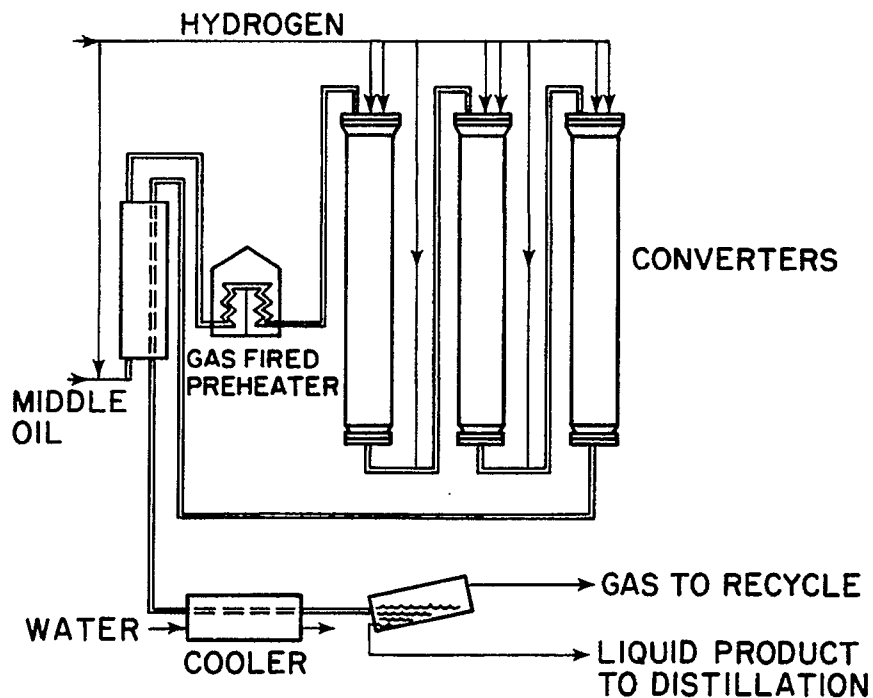 HYDROGEN
CONVERTERS
GAS FIRED
PREHEATER
MIDDLE
OIL
GAS TO RECYCLE
WATER
COOLER
LIQUID PRODUCT
TO DISTILLATION